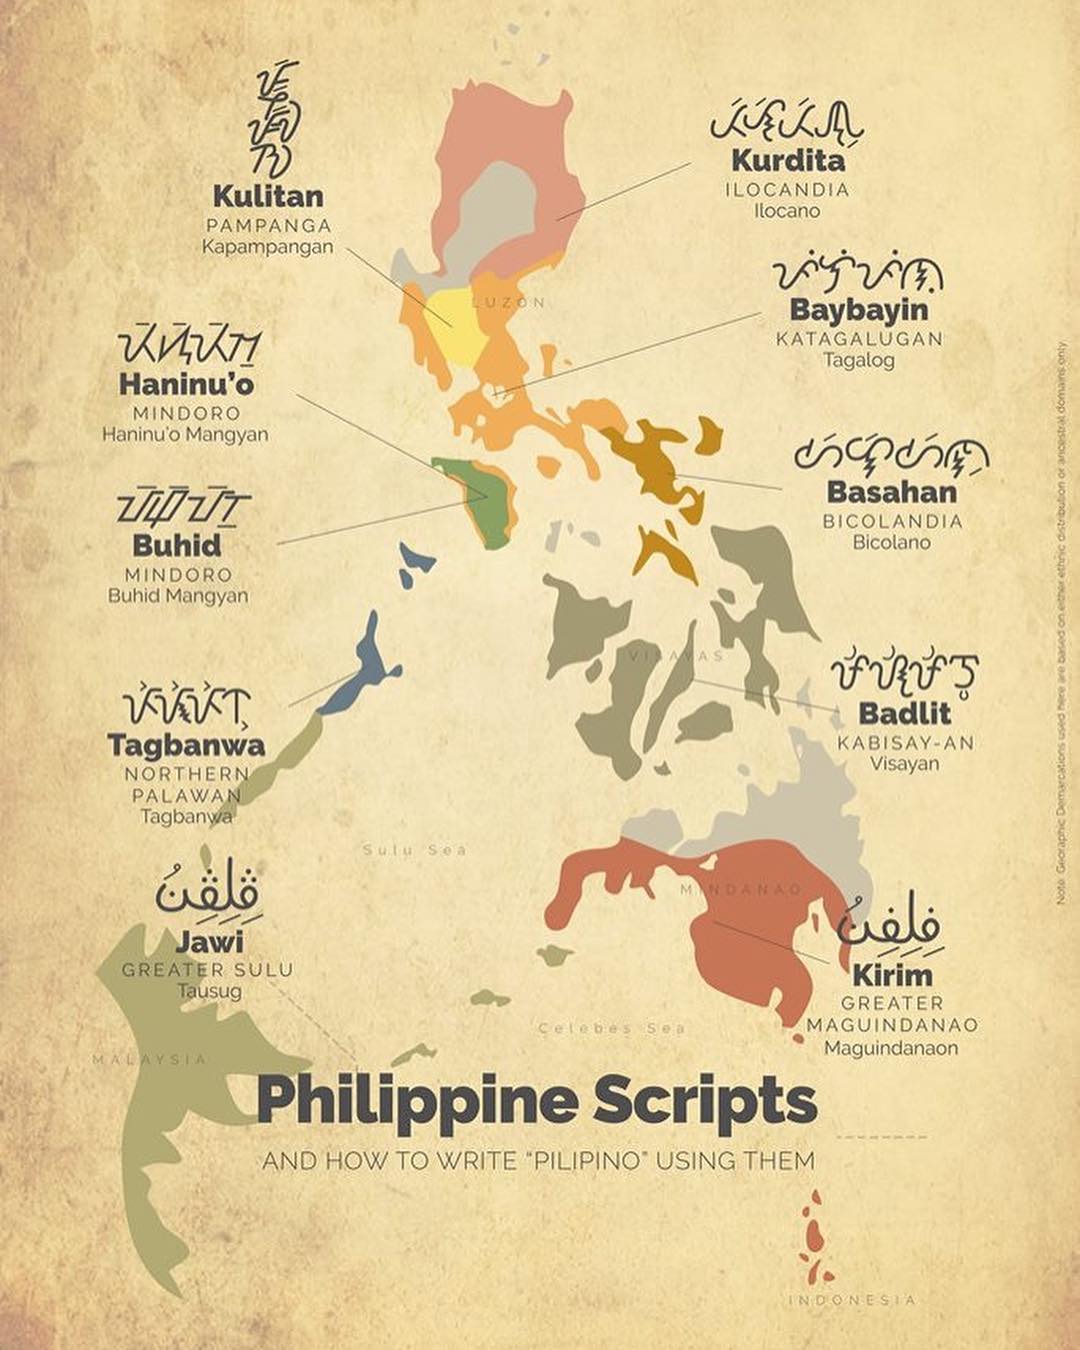 Kulitan
PAMPANGA
Kapampangan
ᜉᜒᜎᜒᜉᜒᜈᜓ
Kurdita
ILOCANDIA
Ilocano
ᜉᜒᜎᜒᜉᜒᜈᜓ
Baybayin
KATAGALUGAN
Tagalog
LUZON
ᜩᜲᜮᜲᜩᜲᜨᜳ
Haninu’o
MINDORO
Haninu’o Mangyan
ᜉᜒᜎᜒᜉᜒᜈᜓ
Basahan
BICOLANDIA
Bicolano
ᝉᝒᝎᝒᝉᝒᝈᝓ
Buhid
MINDORO
Buhid Mangyan
VISAYAS
ᜉᜒᜎᜒᜉᜒᜈᜓ
Badlit
KABISAY-AN
Visayan
ᝩᝲᝮᝲᝩᝲᝨᝳ
Tagbanwa
NORTHERN
PALAWAN
Tagbanwa
Sulu Sea
MINDANAO
ڤِلِڤِنُ
Jawi
GREATER SULU
Tausug
فِلِفِنُ
Kirim
GREATER
MAGUINDANAO
Maguindanaon
Celebes Sea
MALAYSIA
Philippine Scripts
AND HOW TO WRITE “PILIPINO” USING THEM
INDONESIA
Note: Geographic Demarcations used here are based on either ethnic distribution or ancestral domains only